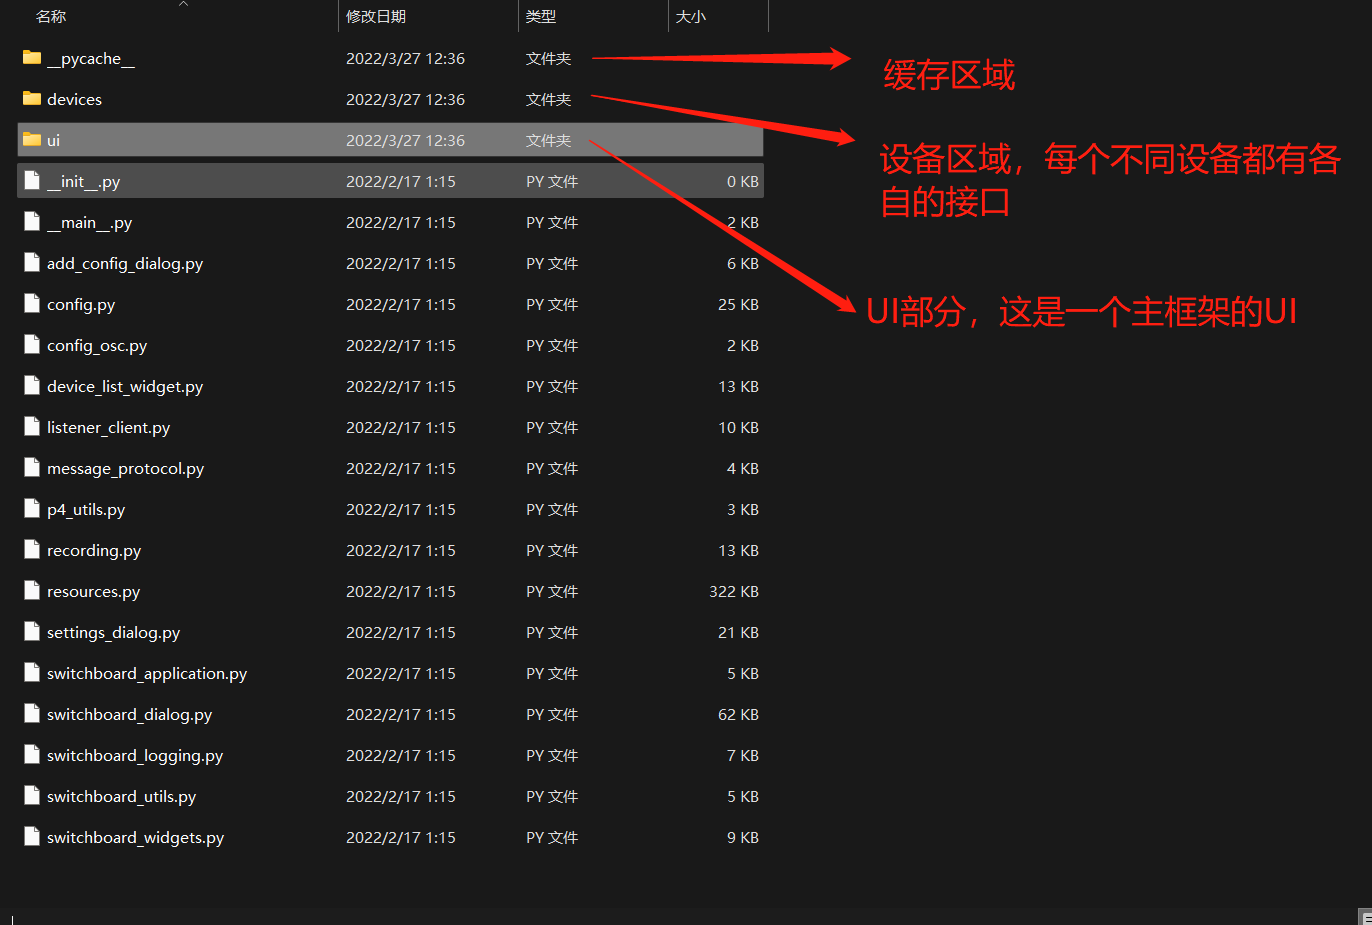 名称 修改日期 类型 大小
__pycache__ 2022/3/27 12:36 文件夹
缓存区域
devices 2022/3/27 12:36 文件夹
设备区域，每个不同设备都有各
自的接口
ui 2022/3/27 12:36 文件夹
UI部分，这是一个主框架的UI
__init__.py 2022/2/17 1:15 PY 文件 0 KB
__main__.py 2022/2/17 1:15 PY 文件 2 KB
add_config_dialog.py 2022/2/17 1:15 PY 文件 6 KB
config.py 2022/2/17 1:15 PY 文件 25 KB
config_osc.py 2022/2/17 1:15 PY 文件 2 KB
device_list_widget.py 2022/2/17 1:15 PY 文件 13 KB
listener_client.py 2022/2/17 1:15 PY 文件 10 KB
message_protocol.py 2022/2/17 1:15 PY 文件 4 KB
p4_utils.py 2022/2/17 1:15 PY 文件 3 KB
recording.py 2022/2/17 1:15 PY 文件 13 KB
resources.py 2022/2/17 1:15 PY 文件 322 KB
settings_dialog.py 2022/2/17 1:15 PY 文件 21 KB
switchboard_application.py 2022/2/17 1:15 PY 文件 5 KB
switchboard_dialog.py 2022/2/17 1:15 PY 文件 62 KB
switchboard_logging.py 2022/2/17 1:15 PY 文件 7 KB
switchboard_utils.py 2022/2/17 1:15 PY 文件 5 KB
switchboard_widgets.py 2022/2/17 1:15 PY 文件 9 KB